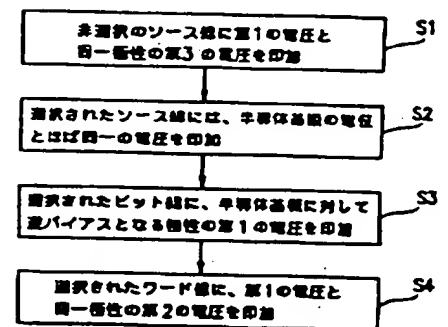 非選択のソース線に第1の電圧と
同一極性の第3の電圧を印加
S1
選択されたソース線には、半導体基板の電位
とほぼ同一の電圧を印加
S2
選択されたビット線に、半導体基板に対して
逆バイアスとなる極性の第1の電圧を印加
S3
選択されたワード線に、第1の電圧と
同一極性の第2の電圧を印加
S4